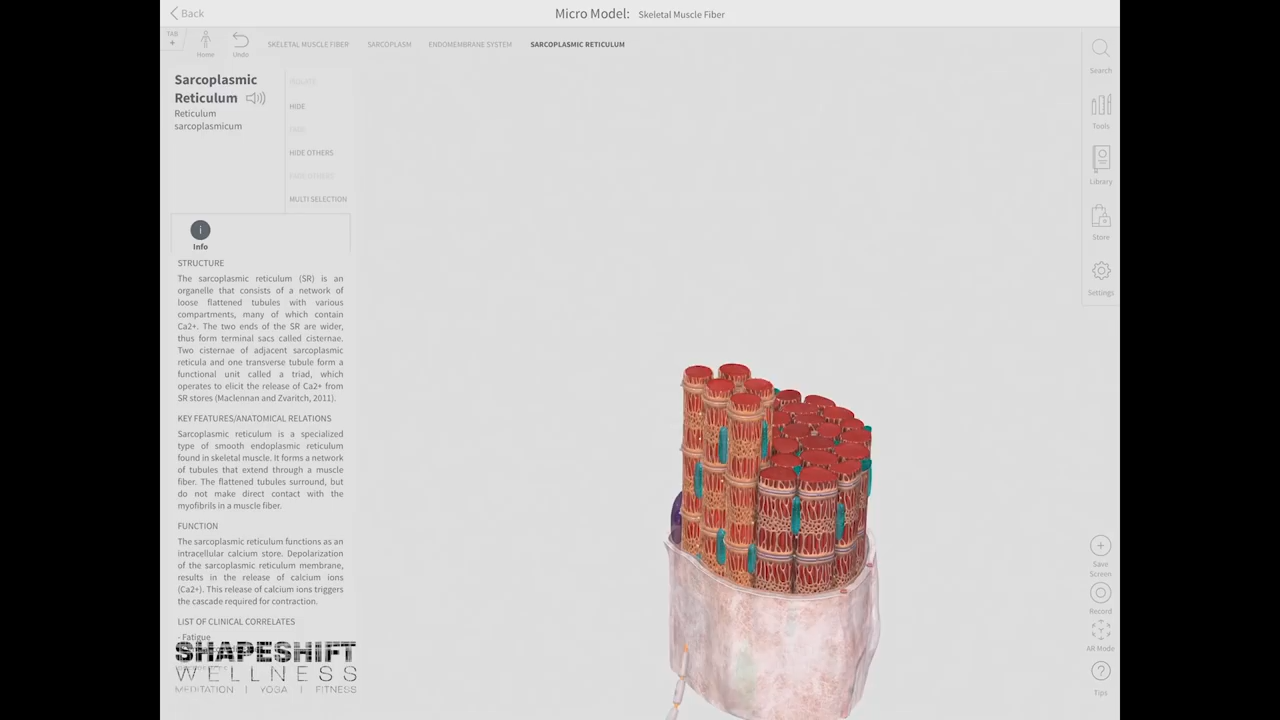 Back
Micro Model: Skeletal Muscle Fiber
TAB
+
Home
Undo
SKELETAL MUSCLE FIBER
SARCOPLASM
ENDOMEMBRANE SYSTEM
SARCOPLASMIC RETICULUM
Sarcoplasmic
Reticulum
Reticulum
sarcoplasmicum
ISOLATE
HIDE
FADE
HIDE OTHERS
FADE OTHERS
MULTI SELECTION
i
Info
STRUCTURE
The sarcoplasmic reticulum (SR) is an
organelle that consists of a network of
loose flattened tubules with various
compartments, many of which contain
Ca2+. The two ends of the SR are wider,
thus form terminal sacs called cisternae.
Two cisternae of adjacent sarcoplasmic
reticula and one transverse tubule form a
functional unit called a triad, which
operates to elicit the release of Ca2+ from
SR stores (Maclennan and Zvaritch, 2011).
KEY FEATURES/ANATOMICAL RELATIONS
Sarcoplasmic reticulum is a specialized
type of smooth endoplasmic reticulum
found in skeletal muscle. It forms a network
of tubules that extend through a muscle
fiber. The flattened tubules surround, but
do not make direct contact with the
myofibrils in a muscle fiber.
FUNCTION
The sarcoplasmic reticulum functions as an
intracellular calcium store. Depolarization
of the sarcoplasmic reticulum membrane,
results in the release of calcium ions
(Ca2+). This release of calcium ions triggers
the cascade required for contraction.
LIST OF CLINICAL CORRELATES
- Fatigue
SHAPESHIFT
WELLNESS
MEDITATION | YOGA | FITNESS
Search
Tools
Library
Store
Settings
Save
Screen
Record
AR Mode
?
Tips